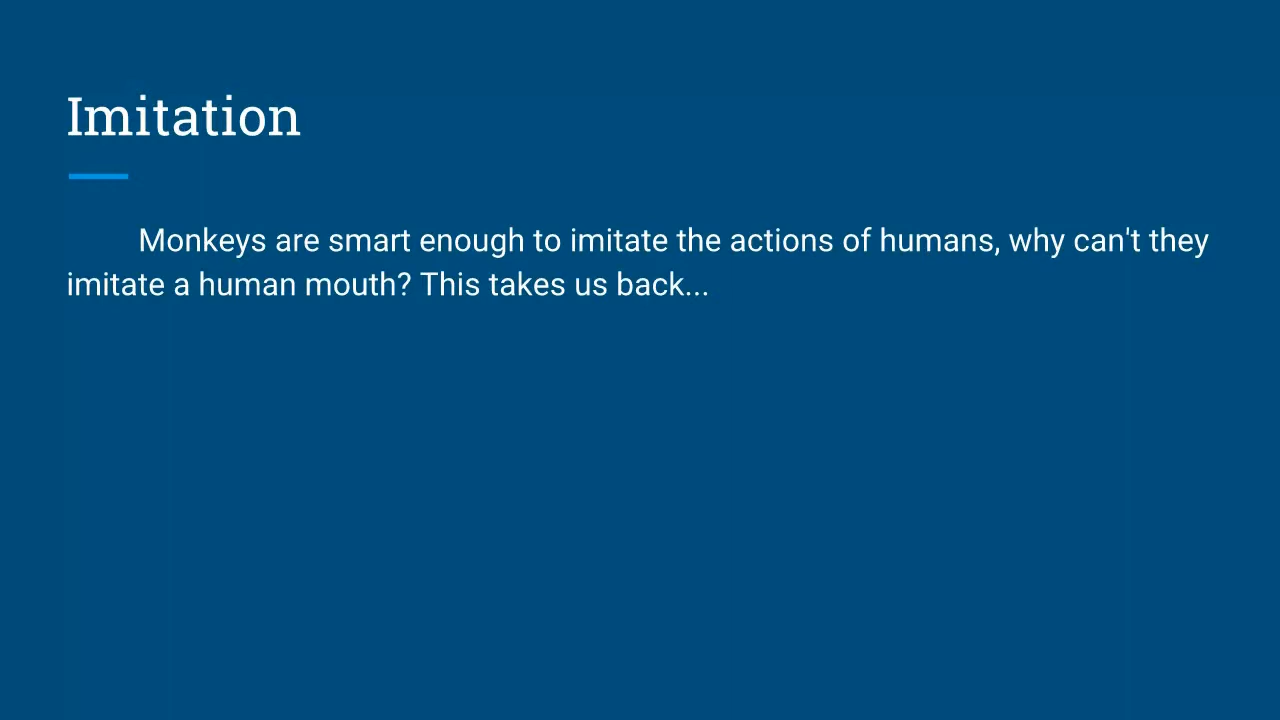 Imitation
Monkeys are smart enough to imitate the actions of humans, why can't they
imitate a human mouth? This takes us back...